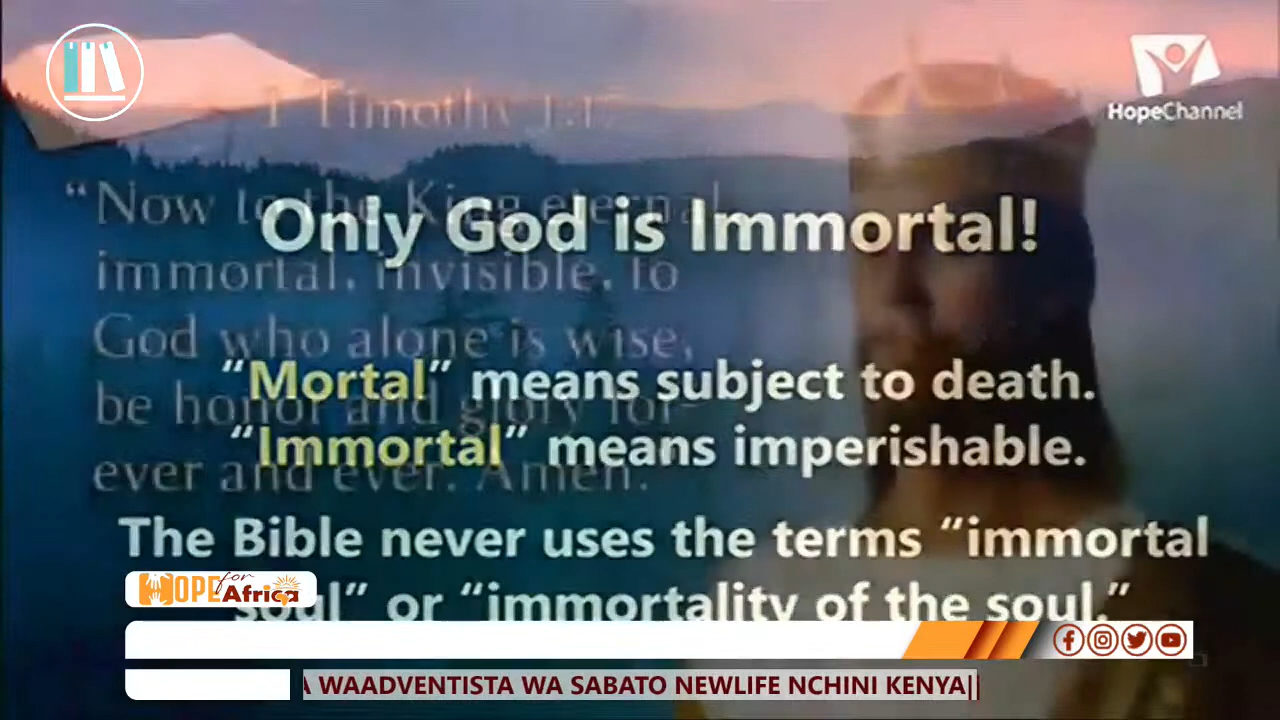 HopeChannel
1 Timothy 1:17
Only God is Immortal!
“Now to the King eternal,
immortal, invisible, to
God who alone is wise,
be honor and glory for-
ever and ever. Amen.
“Mortal” means subject to death.
“Immortal” means imperishable.
The Bible never uses the terms “immortal
soul” or “immortality of the soul.”
HOPE for Africa
A WAADVENTISTA WA SABATO NEWLIFE NCHINI KENYA||